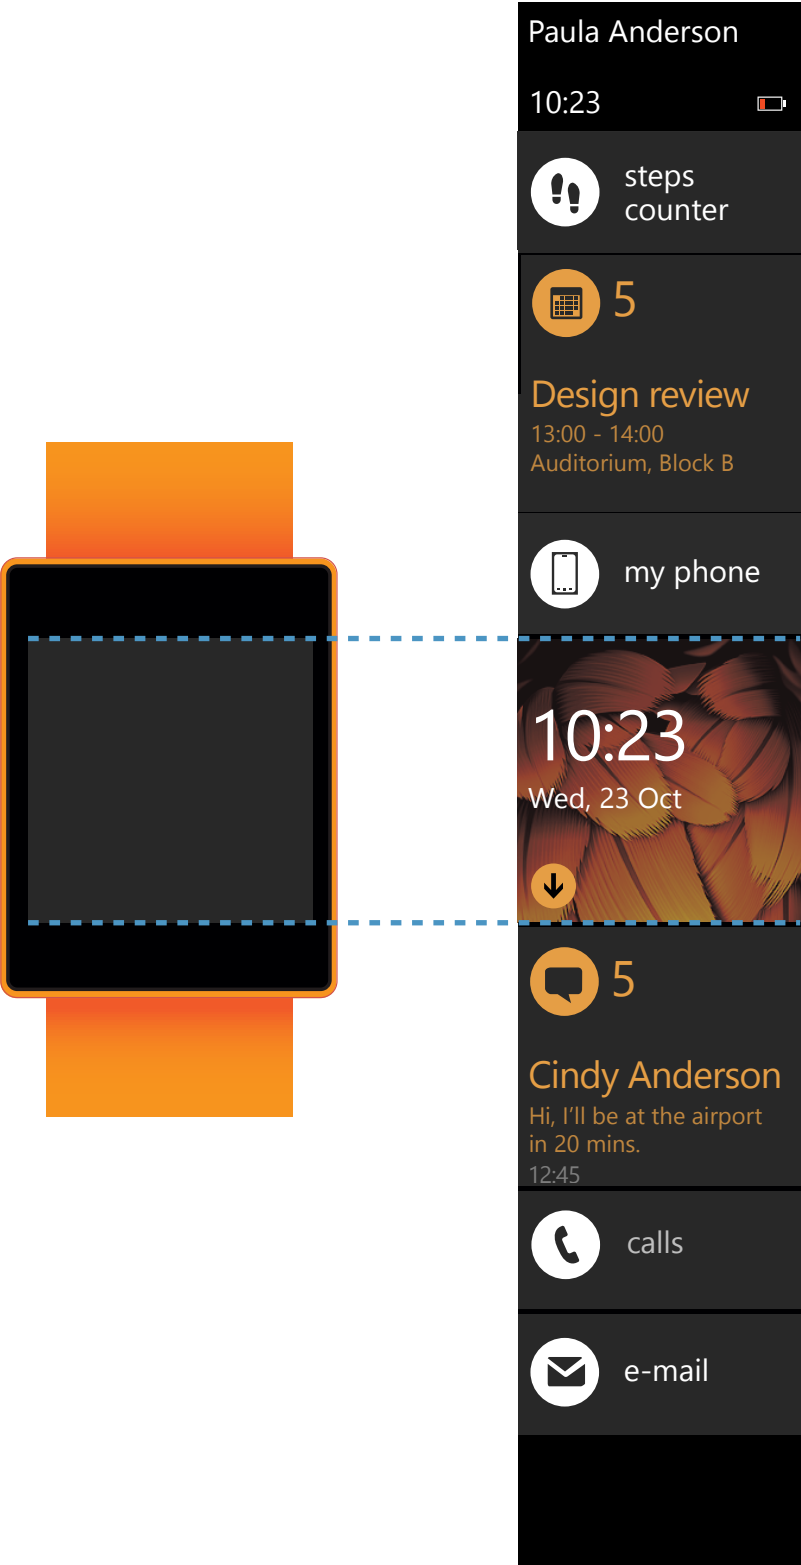 Paula Anderson
10:23
steps
counter
5
Design review
13:00 - 14:00
Auditorium, Block B
my phone
10:23
Wed, 23 Oct
5
Cindy Anderson
Hi, I’ll be at the airport
in 20 mins.
12:45
calls
e-mail